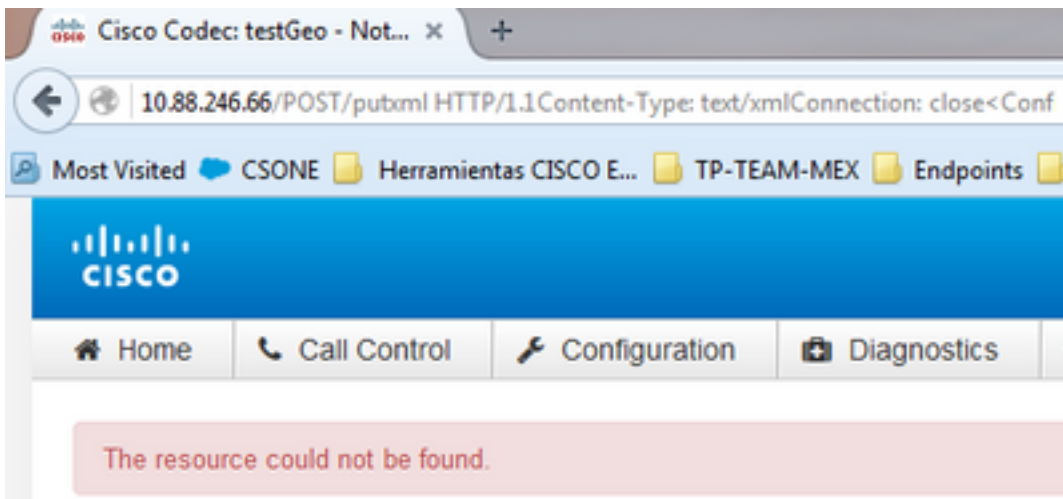 Cisco Codec: testGeo - Not... × +
10.88.246.66/POST/putxml HTTP/1.1Content-Type: text/xmlConnection: close<Conf
Most Visited CSONE Herramientas CISCO E... TP-TEAM-MEX Endpoints
CISCO
Home Call Control Configuration Diagnostics
The resource could not be found.